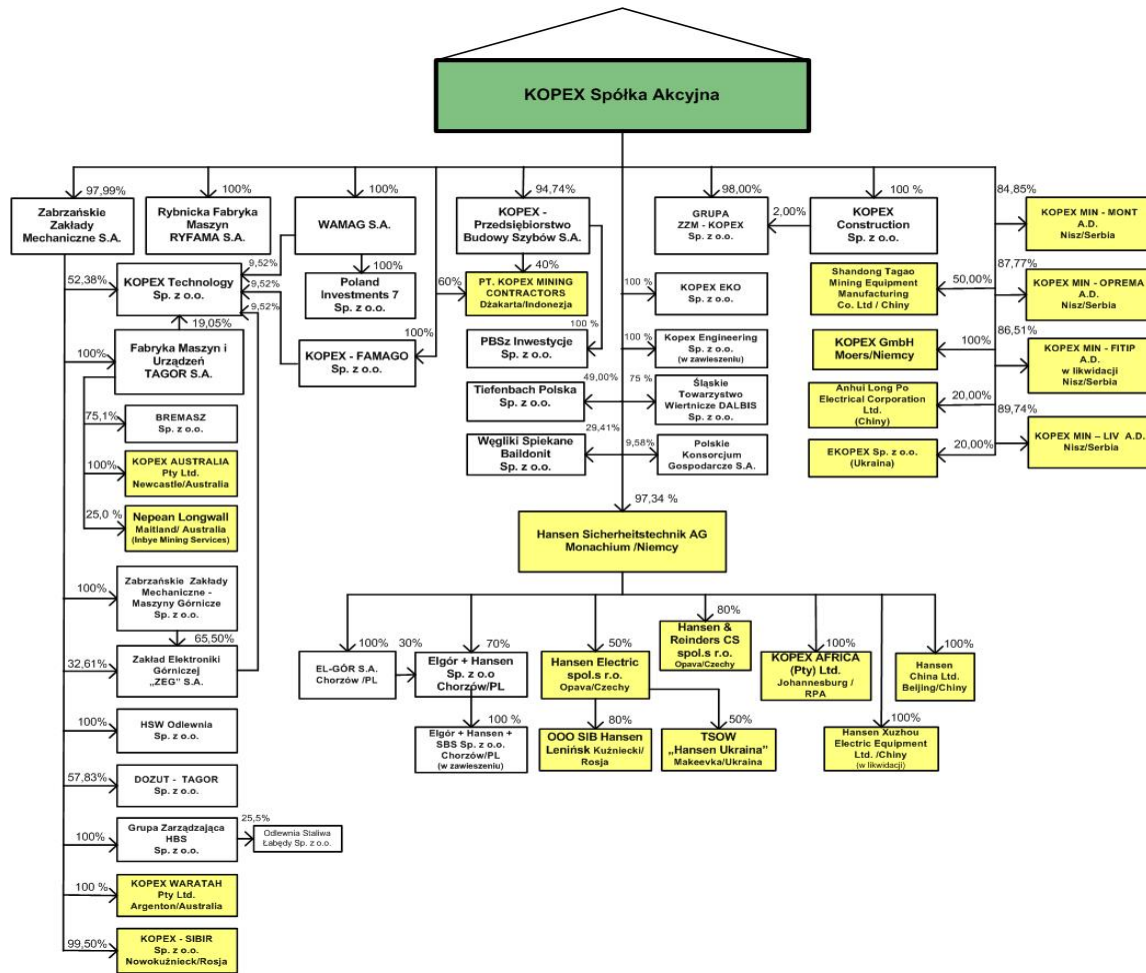 KOPEX Spółka Akcyjna
97,99%
100%
100%
94,74%
98,00%
100 %
84,85%
Zabrzańskie
Zakłady
Mechaniczne S.A.
Rybnicka Fabryka
Maszyn
RYFAMA S.A.
WAMAG S.A.
KOPEX -
Przedsiębiorstwo
Budowy Szybów S.A.
GRUPA
ZZM - KOPEX
Sp. z o.o.
2,00%
KOPEX
Construction
Sp. z o.o.
KOPEX MIN - MONT
A.D.
Nisz/Serbia
52,38%
KOPEX Technology
Sp. z o.o.
9,52%
9,52%
9,52%
19,05%
100%
Poland
Investments 7
Sp. z o.o.
60%
40%
PT. KOPEX MINING
CONTRACTORS
Dżakarta/Indonezja
100 %
KOPEX EKO
Sp. z o.o.
Shandong Tagao
Mining Equipment
Manufacturing
Co. Ltd / Chiny
50,00%
87,77%
KOPEX MIN - OPREMA
A.D.
Nisz/Serbia
100%
Fabryka Maszyn i
Urządzeń
TAGOR S.A.
100%
KOPEX - FAMAGO
Sp. z o.o.
100 %
PBSz Inwestycje
Sp. z o.o.
100 %
Kopex Engineering
Sp. z o.o.
(w zawieszeniu)
KOPEX GmbH
Moers/Niemcy
100%
86,51%
KOPEX MIN - FITIP
A.D.
w likwidacji
Nisz/Serbia
75,1%
BREMASZ
Sp. z o.o.
49,00%
Tiefenbach Polska
Sp. z o.o.
75 %
Śląskie
Towarzystwo
Wiertnicze DALBIS
Sp. z o.o.
Anhui Long Po
Electrical Corporation
Ltd.
(Chiny)
20,00%
89,74%
KOPEX MIN – LIV A.D.
Nisz/Serbia
100%
KOPEX AUSTRALIA
Pty Ltd.
Newcastle/Australia
29,41%
Węgliki Spiekane
Baildonit
Sp. z o.o.
9,58%
Polskie
Konsorcjum
Gospodarcze S.A.
EKOPEX Sp. z o.o.
(Ukraina)
20,00%
25,0 %
Nepean Longwall
Maitland/ Australia
(Inbye Mining Services)
97,34 %
Hansen Sicherheitstechnik AG
Monachium /Niemcy
100%
Zabrzańskie Zakłady
Mechaniczne -
Maszyny Górnicze
Sp. z o.o.
65,50%
32,61%
Zakład Elektroniki
Górniczej
„ZEG” S.A.
100%
EL-GÓR S.A.
Chorzów /PL
30%
70%
Elgór + Hansen
Sp. z o.o
Chorzów/PL
50%
Hansen Electric
spol.s r.o.
Opava/Czechy
80%
Hansen &
Reinders CS
spol.s r.o.
Opava/Czechy
100%
KOPEX AFRICA
(Pty) Ltd.
Johannesburg /
RPA
100%
Hansen
China Ltd.
Beijing/Chiny
100%
HSW Odlewnia
Sp. z o.o.
100 %
Elgór + Hansen +
SBS Sp. z o.o.
Chorzów/PL
(w zawieszeniu)
80%
OOO SIB Hansen
Lenińsk Kuźniecki/
Rosja
50%
TSOW
„Hansen Ukraina”
Makeevka/Ukraina
100%
Hansen Xuzhou
Electric Equipment
Ltd. /Chiny
(w likwidacji)
57,83%
DOZUT - TAGOR
Sp. z o.o.
100%
Grupa Zarządzająca
HBS
Sp. z o.o.
25,5%
Odlewnia Staliwa
Łabędy Sp. z o.o.
100 %
KOPEX WARATAH
Pty Ltd.
Argenton/Australia
99,50%
KOPEX - SIBIR
Sp. z o.o.
Nowokuźnieck/Rosja